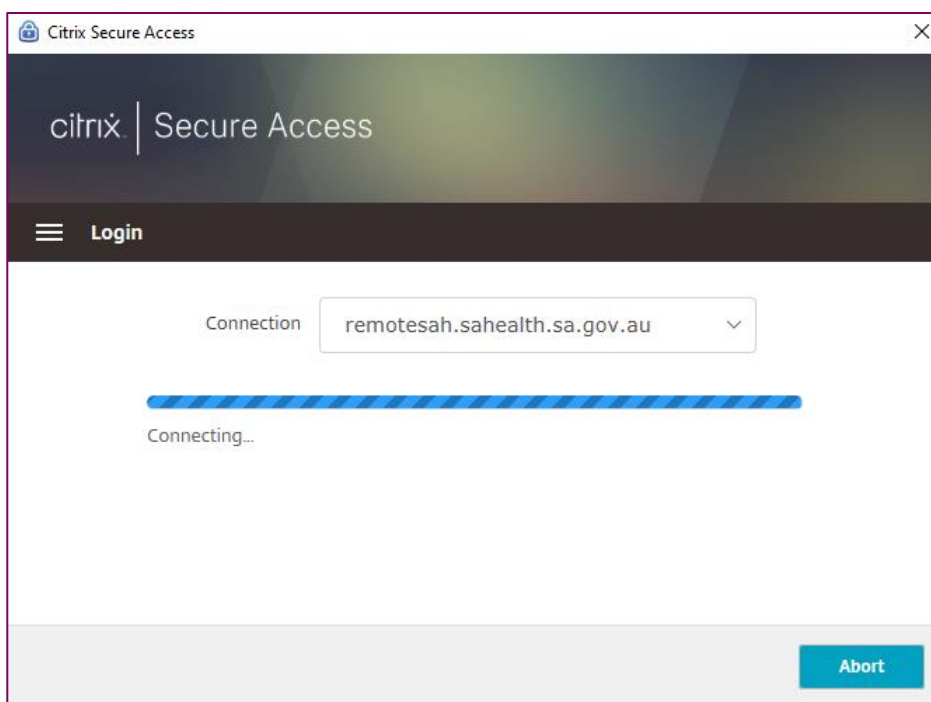 Citrix Secure Access
citrix | Secure Access
Login
Connection remotesah.sahealth.sa.gov.au
Connecting...
Abort